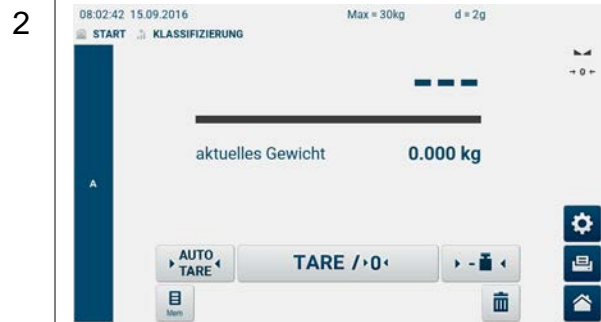 2
08:02:42 15.09.2016 Max = 30kg d = 2g
START KLASSIFIZIERUNG
→ 0 ←
---
aktuelles Gewicht 0.000 kg
A
AUTO TARE
TARE / 0
-
Mem